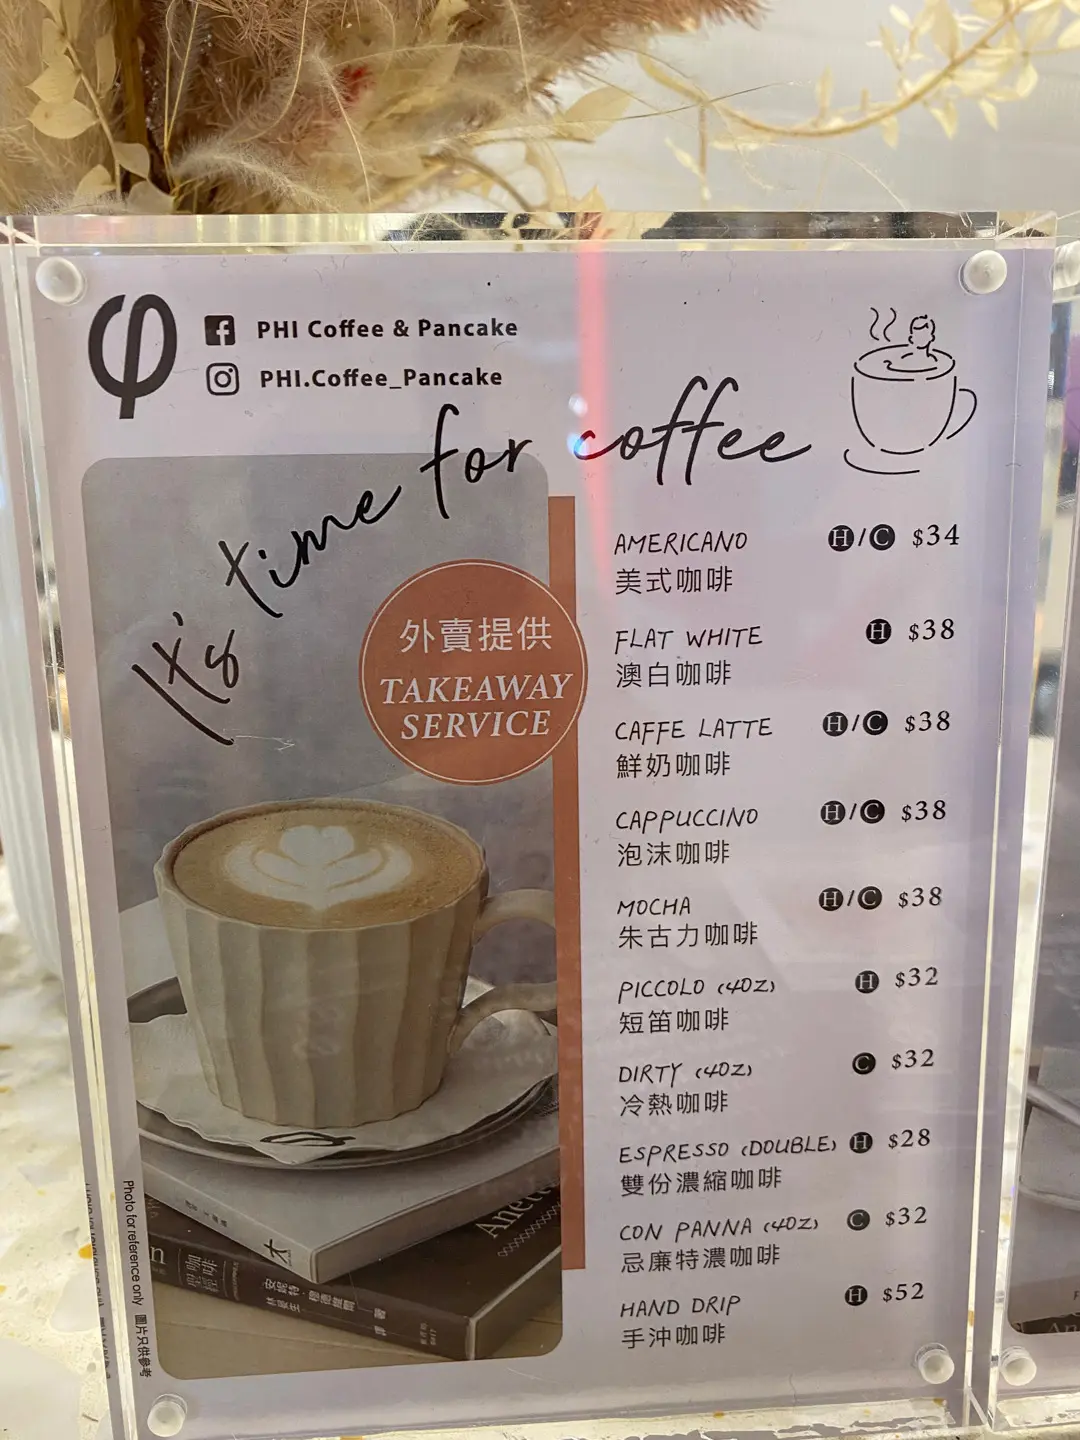 φ
PHI Coffee & Pancake
PHI.Coffee_Pancake
It's time for coffee
外賣提供
TAKEAWAY
SERVICE
AMERICANO H/C $34
美式咖啡
FLAT WHITE H $38
澳白咖啡
CAFFE LATTE H/C $38
鮮奶咖啡
CAPPUCCINO H/C $38
泡沫咖啡
MOCHA H/C $38
朱古力咖啡
PICCOLO (4OZ) H $32
短笛咖啡
DIRTY (4OZ) C $32
冷熱咖啡
ESPRESSO (DOUBLE) H $28
雙份濃縮咖啡
CON PANNA (4OZ) C $32
忌廉特濃咖啡
HAND DRIP H $52
手沖咖啡
Photo for reference only 圖片只供參考